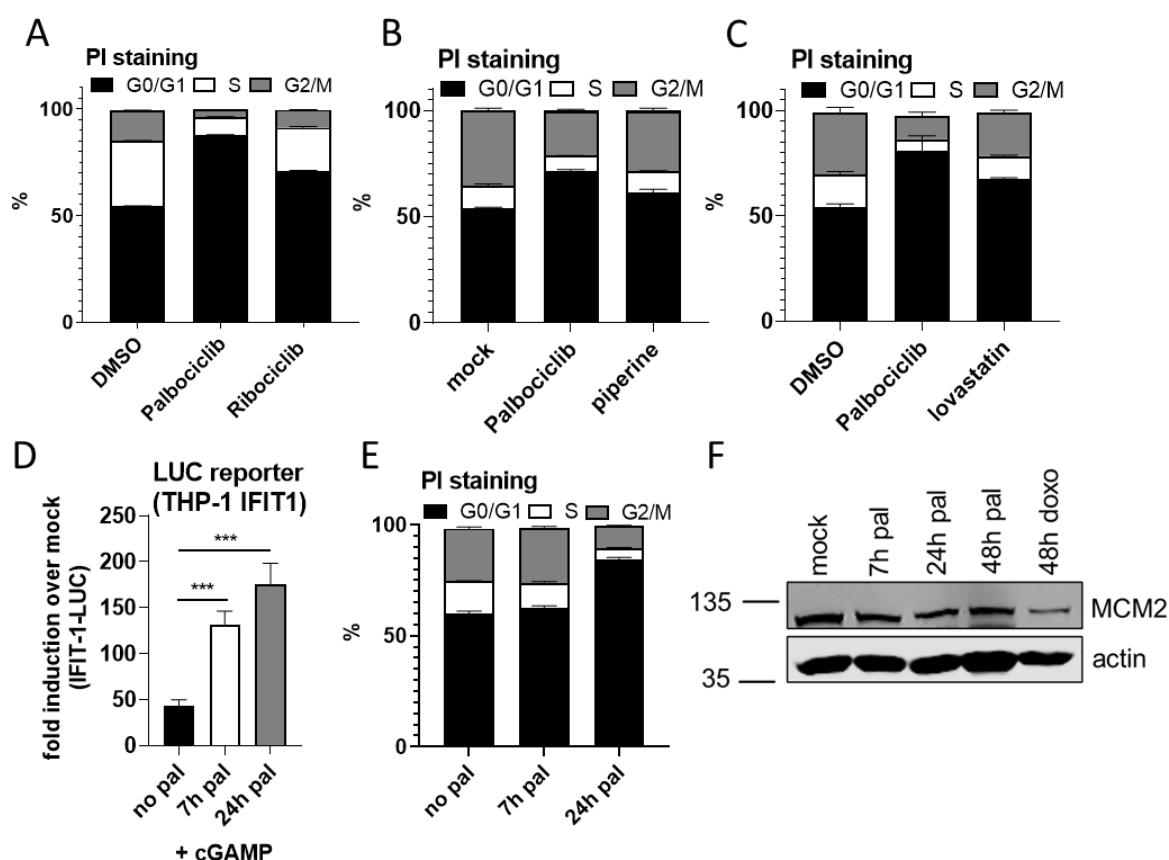 A
PI staining
G0/G1 S G2/M
100
50
0
%
DMSO
Palbociclib
Ribociclib
B
PI staining
G0/G1 S G2/M
100
50
0
%
mock
Palbociclib
piperine
C
PI staining
G0/G1 S G2/M
100
50
0
%
DMSO
Palbociclib
lovastatin
D
LUC reporter
(THP-1 IFIT1)
fold induction over mock
(IFIT-1-LUC)
250
200
150
100
50
0
***
***
no pal
7h pal
24h pal
+ cGAMP
E
PI staining
G0/G1 S G2/M
100
50
0
%
no pal
7h pal
24h pal
F
mock
7h pal
24h pal
48h pal
48h doxo
135
MCM2
actin
35